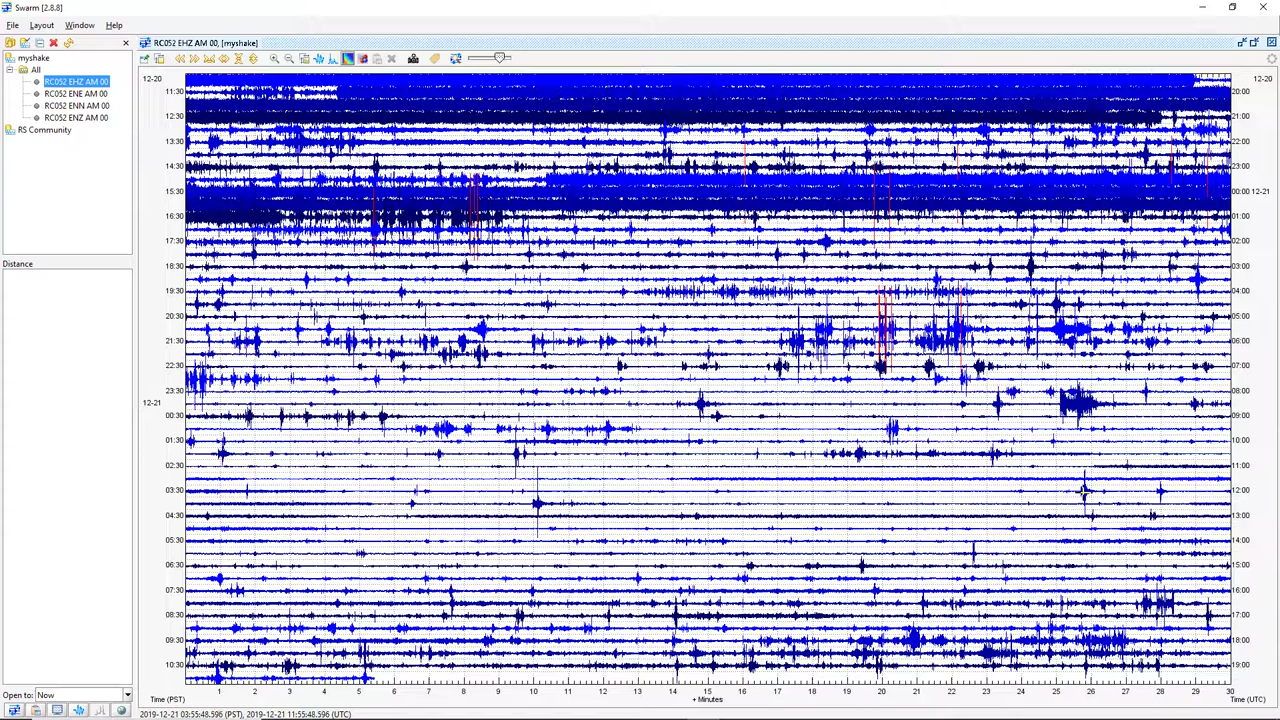 Swarm [2.8.8]
File Layout Window Help
RC052 EHZ AM 00, [myshake]
myshake
All
RC052 EHZ AM 00
RC052 ENE AM 00
RC052 ENN AM 00
RC052 ENZ AM 00
RS Community
Distance
Open to: Now
12-20 12-20
11:30 20:00
12:30 21:00
13:30 22:00
14:30 23:00
15:30 00:00 12-21
16:30 01:00
17:30 02:00
18:30 03:00
19:30 04:00
20:30 05:00
21:30 06:00
22:30 07:00
23:30 08:00
12-21
00:30 09:00
01:30 10:00
02:30 11:00
03:30 12:00
04:30 13:00
05:30 14:00
06:30 15:00
07:30 16:00
08:30 17:00
09:30 18:00
10:30 19:00
1 2 3 4 5 6 7 8 9 10 11 12 13 14 15 16 17 18 19 20 21 22 23 24 25 26 27 28 29 30
Time (PST) + Minutes Time (UTC)
2019-12-21 03:55:48.596 (PST), 2019-12-21 11:55:48.596 (UTC)